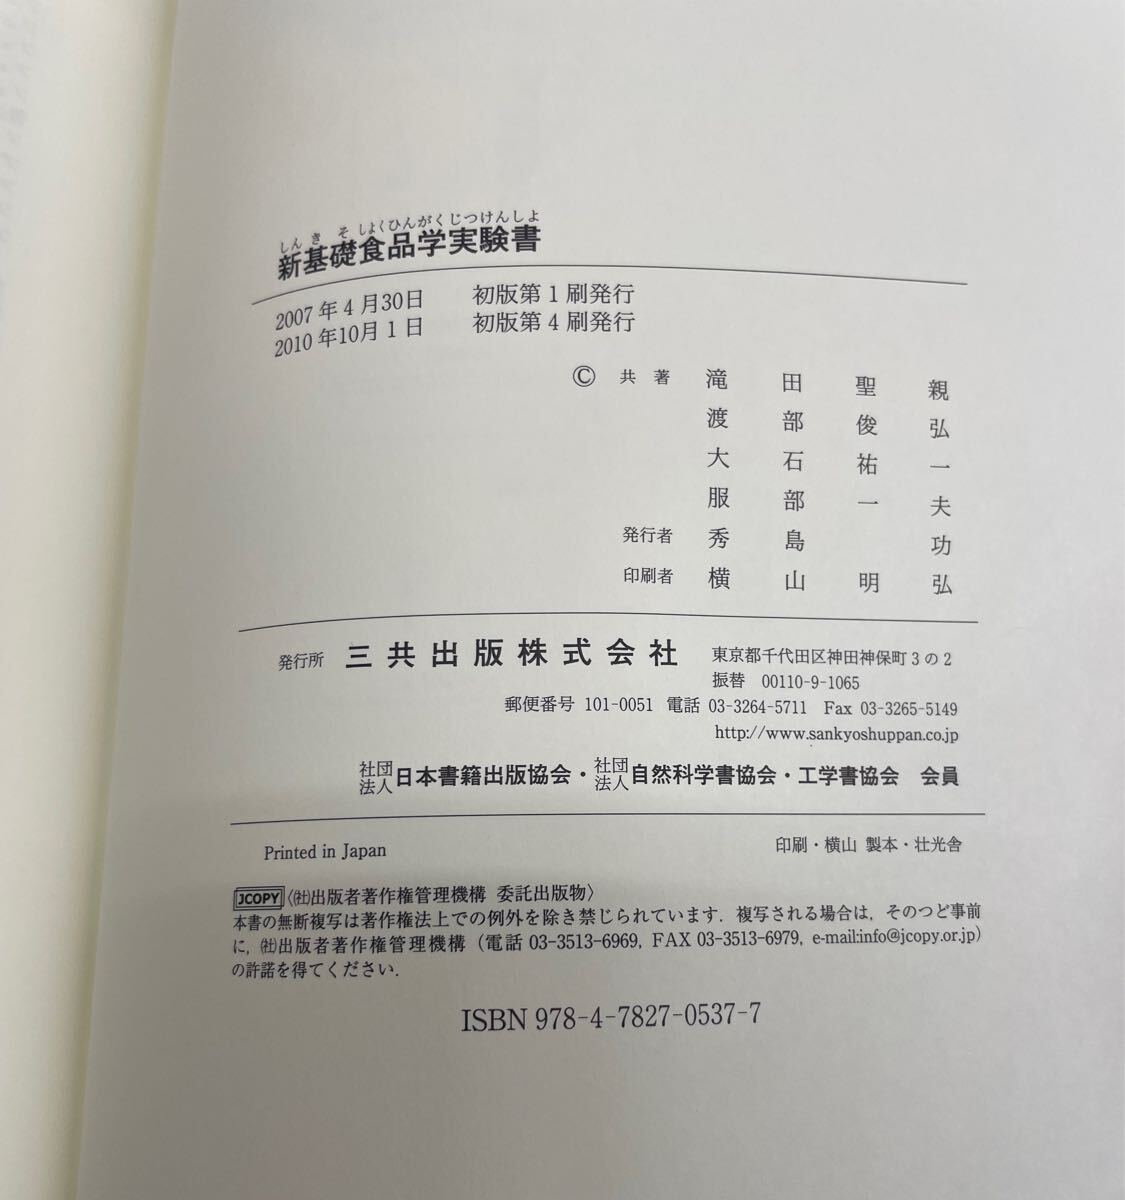 しんきそしよくひんがくじつけんしよ
新基礎食品学実験書
2007年4月30日 初版第1刷発行
2010年10月1日 初版第4刷発行
Ⓒ 共著 滝田聖親
渡部俊弘
大石祐一
服部一夫
発行者 秀島 功
印刷者 横山明弘
発行所 三共出版株式会社 東京都千代田区神田神保町3の2
振替 00110-9-1065
郵便番号 101-0051 電話 03-3264-5711 Fax 03-3265-5149
http://www.sankyoshuppan.co.jp
社団法人日本書籍出版協会・社団法人自然科学書協会・工学書協会 会員
Printed in Japan 印刷・横山 製本・壮光舎
JCOPY 〈㈳出版者著作権管理機構 委託出版物〉
本書の無断複写は著作権法上での例外を除き禁じられています．複写される場合は，そのつど事前
に，㈳出版者著作権管理機構（電話 03-3513-6969, FAX 03-3513-6979, e-mail:info@jcopy.or.jp）
の許諾を得てください．
ISBN 978-4-7827-0537-7